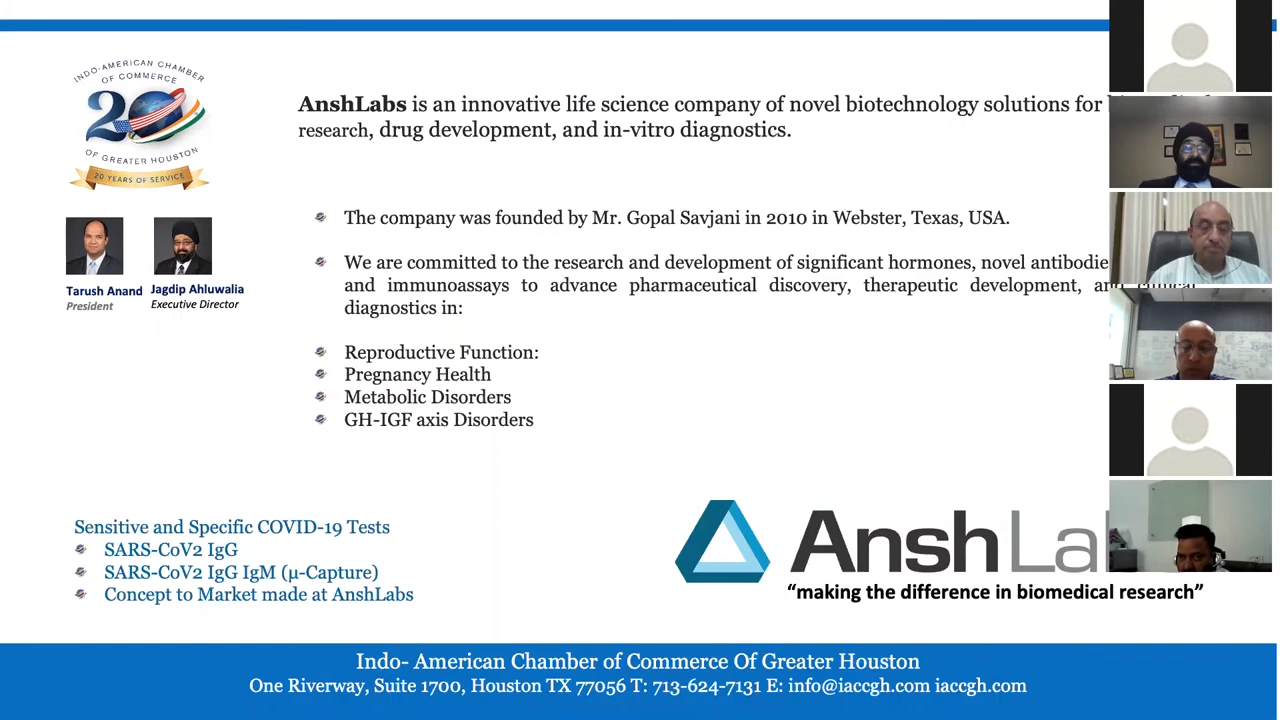 INDO-AMERICAN CHAMBER
OF COMMERCE
20
OF GREATER HOUSTON
20 YEARS OF SERVICE
Tarush Anand
President
Jagdip Ahluwalia
Executive Director
AnshLabs is an innovative life science company of novel biotechnology solutions for
research, drug development, and in-vitro diagnostics.
The company was founded by Mr. Gopal Savjani in 2010 in Webster, Texas, USA.
We are committed to the research and development of significant hormones, novel antibodie
and immunoassays to advance pharmaceutical discovery, therapeutic development, and clinical
diagnostics in:
Reproductive Function:
Pregnancy Health
Metabolic Disorders
GH-IGF axis Disorders
Sensitive and Specific COVID-19 Tests
SARS-CoV2 IgG
SARS-CoV2 IgG IgM (µ-Capture)
Concept to Market made at AnshLabs
AnshLa
“making the difference in biomedical research”
Indo- American Chamber of Commerce Of Greater Houston
One Riverway, Suite 1700, Houston TX 77056 T: 713-624-7131 E: info@iaccgh.com iaccgh.com